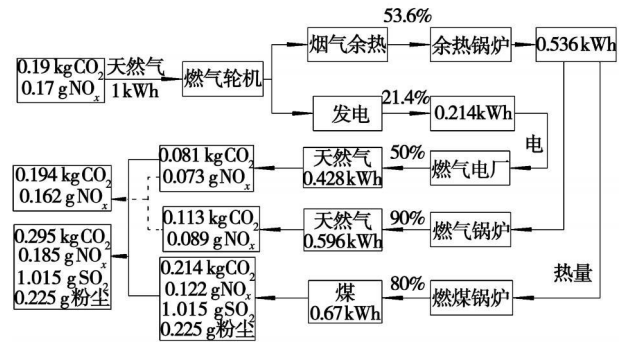 53.6%
烟气余热
余热锅炉
0.536 kWh
0.19 kgCO2
0.17 gNOx
天然气
1 kWh
燃气轮机
发电
21.4%
0.214kWh
电
0.081 kgCO2
0.073 gNOx
天然气
0.428kWh
50%
燃气电厂
0.194 kgCO2
0.162 gNOx
0.113 kgCO2
0.089 gNOx
天然气
0.596kWh
90%
燃气锅炉
0.295 kgCO2
0.185 gNOx
1.015 gSO2
0.225 g粉尘
0.214 kgCO2
0.122 gNOx
1.015 gSO2
0.225 g粉尘
煤
0.67kWh
80%
燃煤锅炉
热量